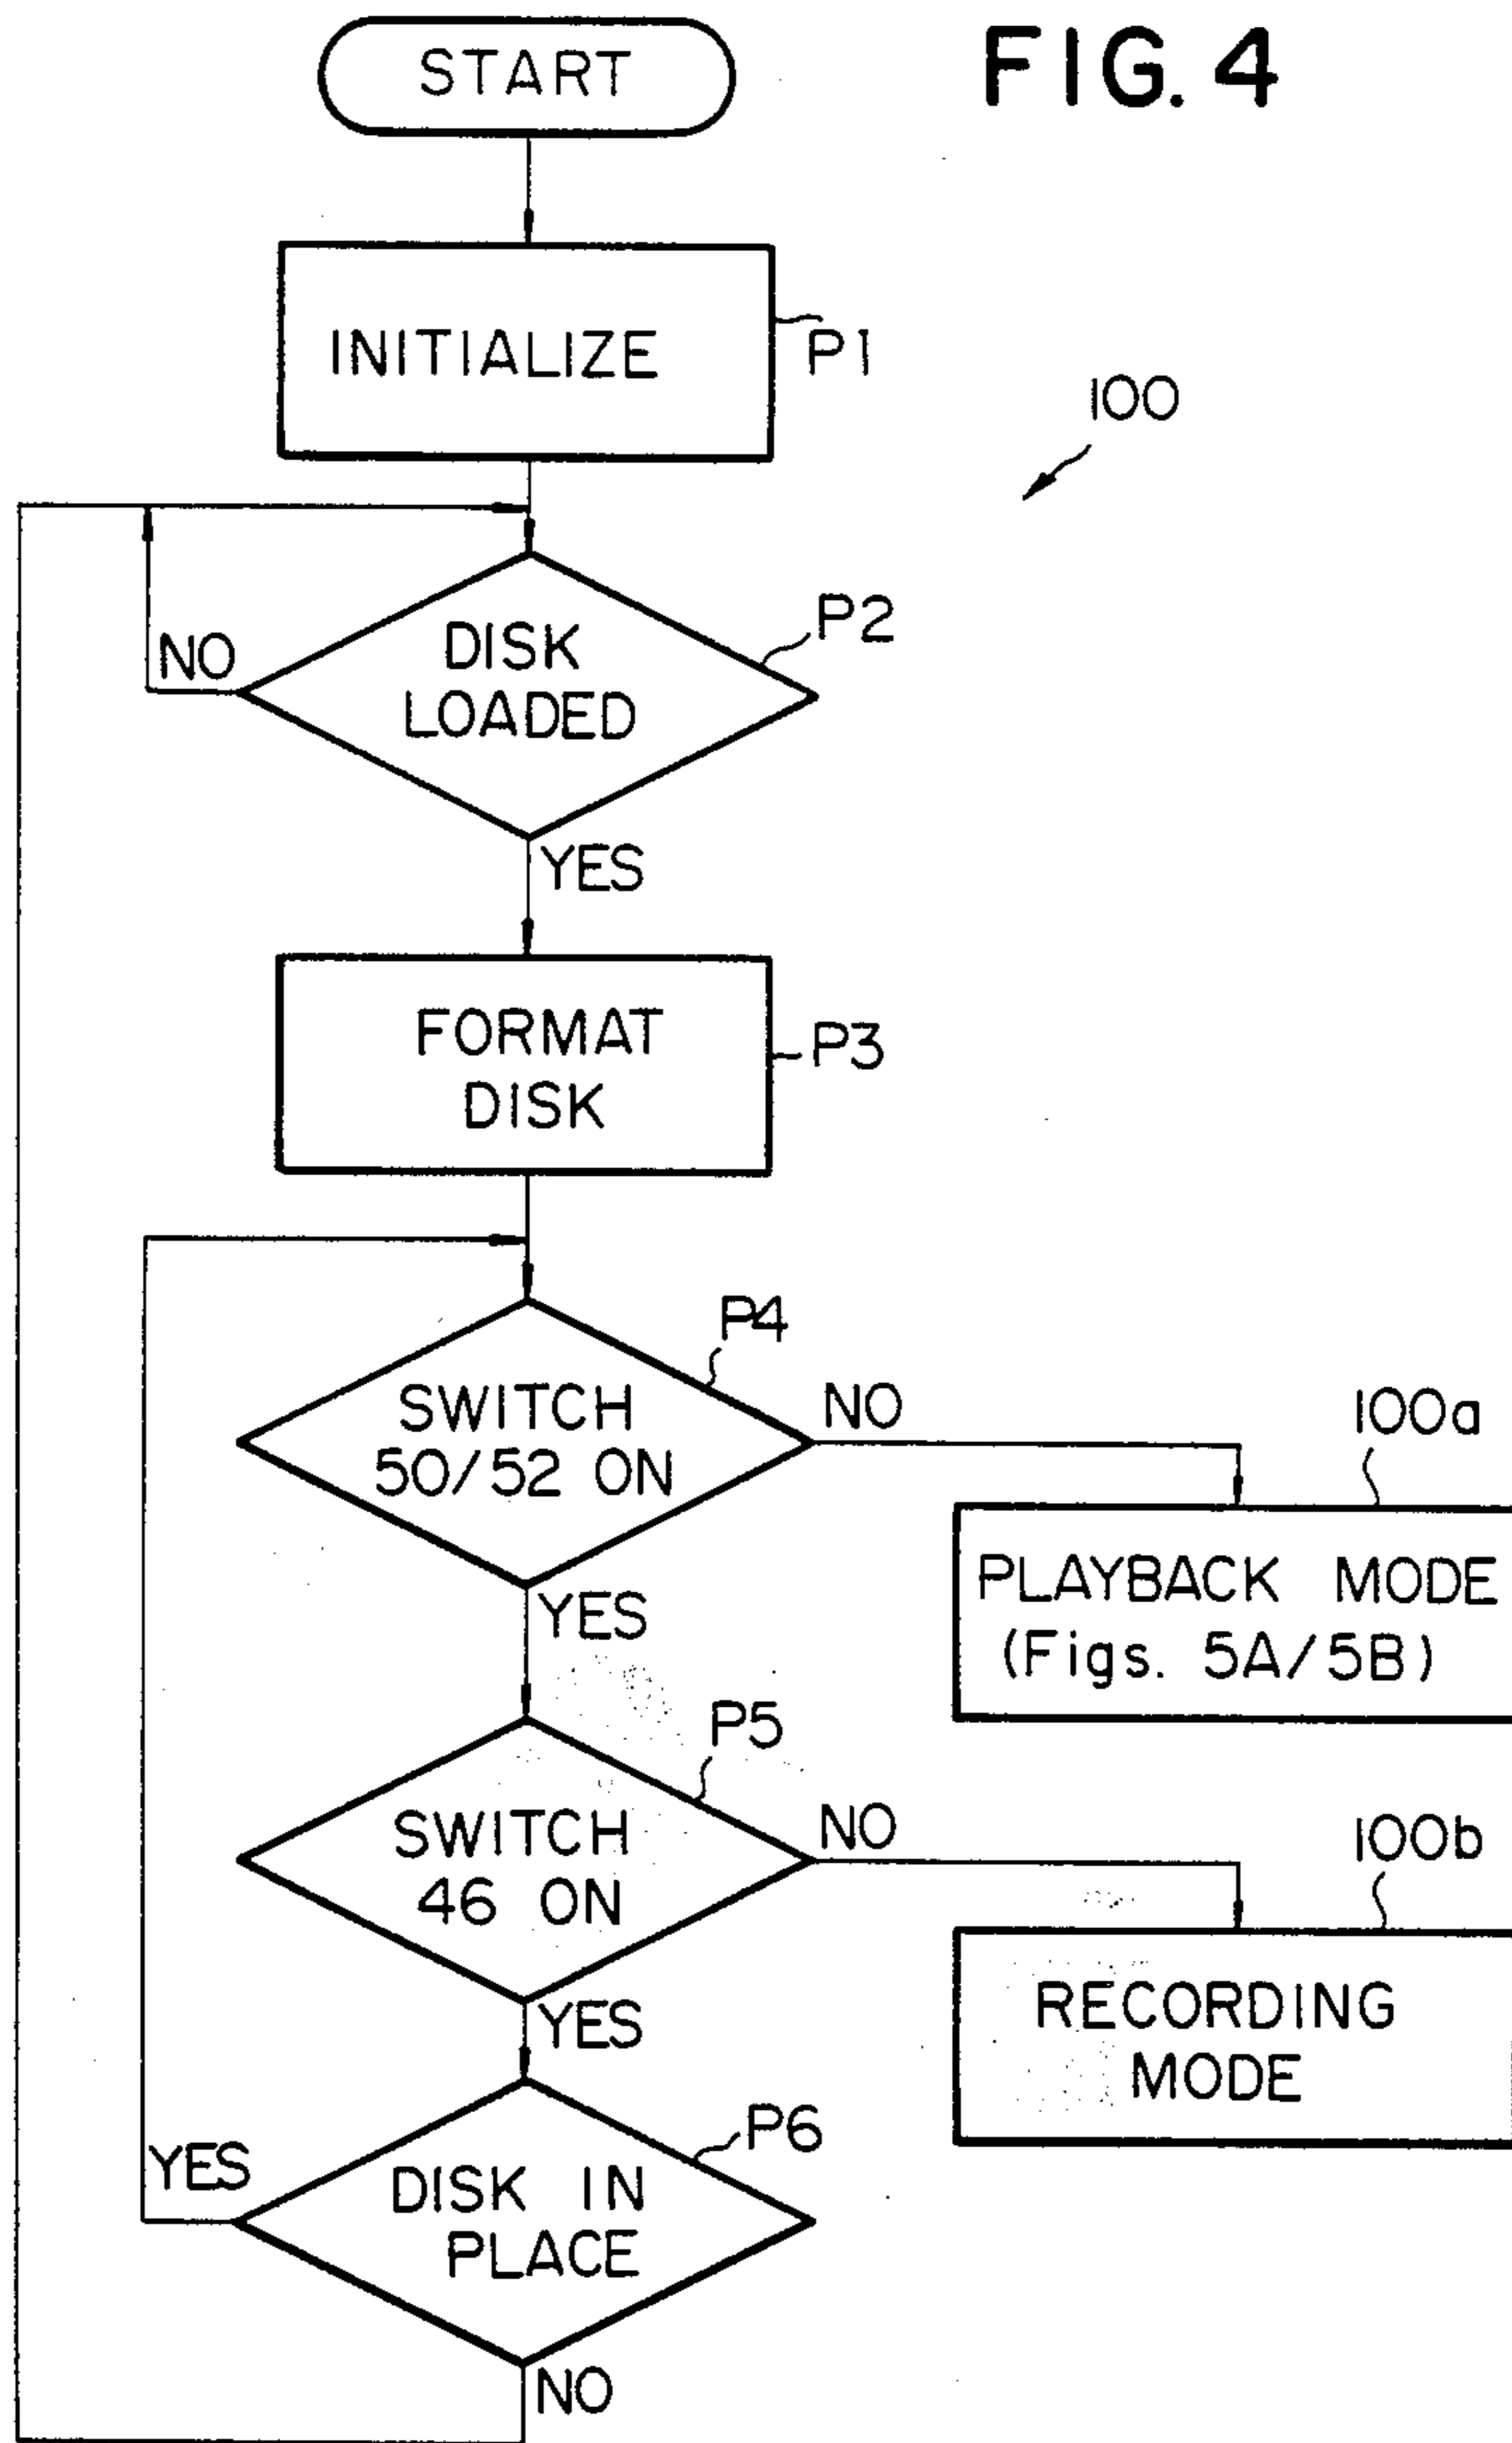 FIG. 4
START
INITIALIZE
P1
100
P2
NO
DISK
LOADED
YES
FORMAT
DISK
P3
P4
SWITCH
50/52 ON
NO
100a
YES
PLAYBACK MODE
(Figs. 5A/5B)
P5
SWITCH
46 ON
NO
100b
YES
RECORDING
MODE
P6
YES
DISK IN
PLACE
NO